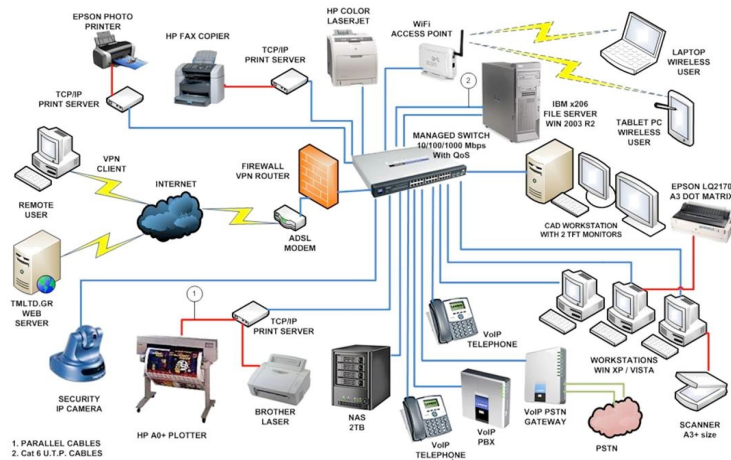 EPSON PHOTO
PRINTER
HP FAX COPIER
TCP/IP
PRINT SERVER
HP COLOR
LASERJET
WiFi
ACCESS POINT
LAPTOP
WIRELESS
USER
TCP/IP
PRINT SERVER
1
2
IBM x206
FILE SERVER
WIN 2003 R2
TABLET PC
WIRELESS
USER
MANAGED SWITCH
10/100/1000 Mbps
With QoS
VPN
CLIENT
FIREWALL
VPN ROUTER
REMOTE
USER
INTERNET
ADSL
MODEM
EPSON LQ2170
A3 DOT MATRIX
CAD WORKSTATION
WITH 2 TFT MONITORS
TMLTD.GR
WEB
SERVER
TCP/IP
PRINT SERVER
VoIP
TELEPHONE
WORKSTATIONS
WIN XP / VISTA
SECURITY
IP CAMERA
HP A0+ PLOTTER
BROTHER
LASER
NAS
2TB
VoIP
TELEPHONE
VoIP
PBX
VoIP PSTN
GATEWAY
PSTN
SCANNER
A3+ size
1. PARALLEL CABLES
2. Cat 6 U.T.P. CABLES